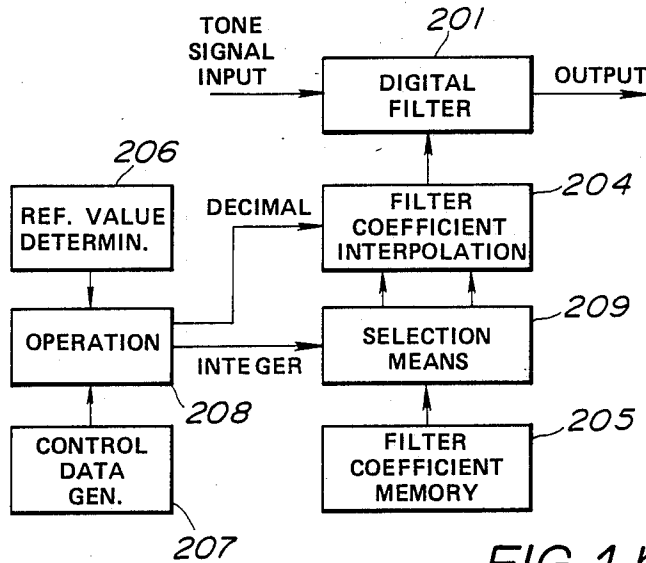 TONE
SIGNAL
INPUT
201
DIGITAL
FILTER
OUTPUT
206
REF. VALUE
DETERMIN.
DECIMAL
FILTER
COEFFICIENT
INTERPOLATION
204
OPERATION
INTEGER
208
SELECTION
MEANS
209
CONTROL
DATA
GEN.
207
FILTER
COEFFICIENT
MEMORY
205